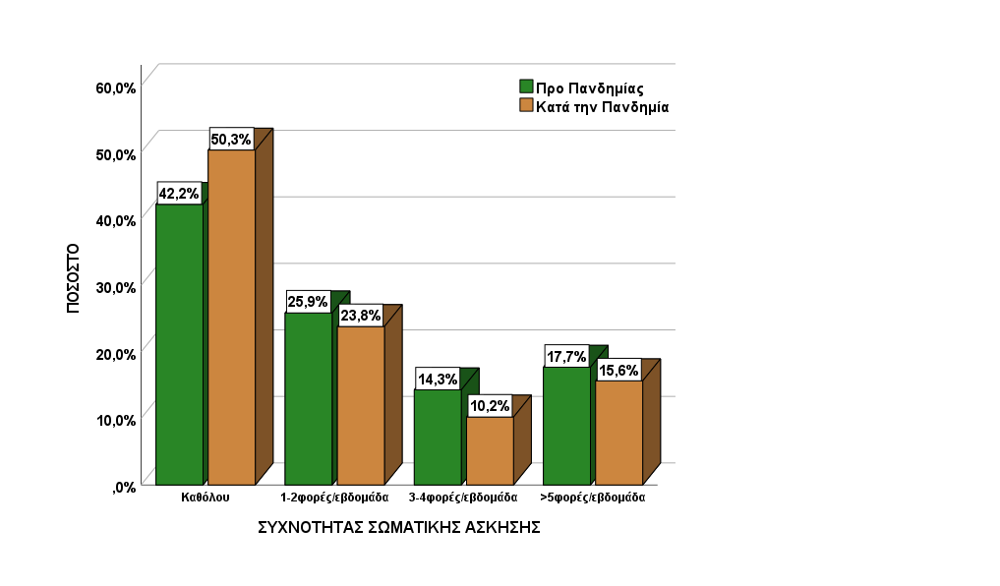 Προ Πανδημίας
Κατά την Πανδημία
60,0%
50,0%
40,0%
30,0%
20,0%
10,0%
,0%
ΠΟΣΟΣΤΟ
42,2%
50,3%
25,9%
23,8%
14,3%
10,2%
17,7%
15,6%
Καθόλου
1-2φορές/εβδομάδα
3-4φορές/εβδομάδα
>5φορές/εβδομάδα
ΣΥΧΝΟΤΗΤΑΣ ΣΩΜΑΤΙΚΗΣ ΑΣΚΗΣΗΣ